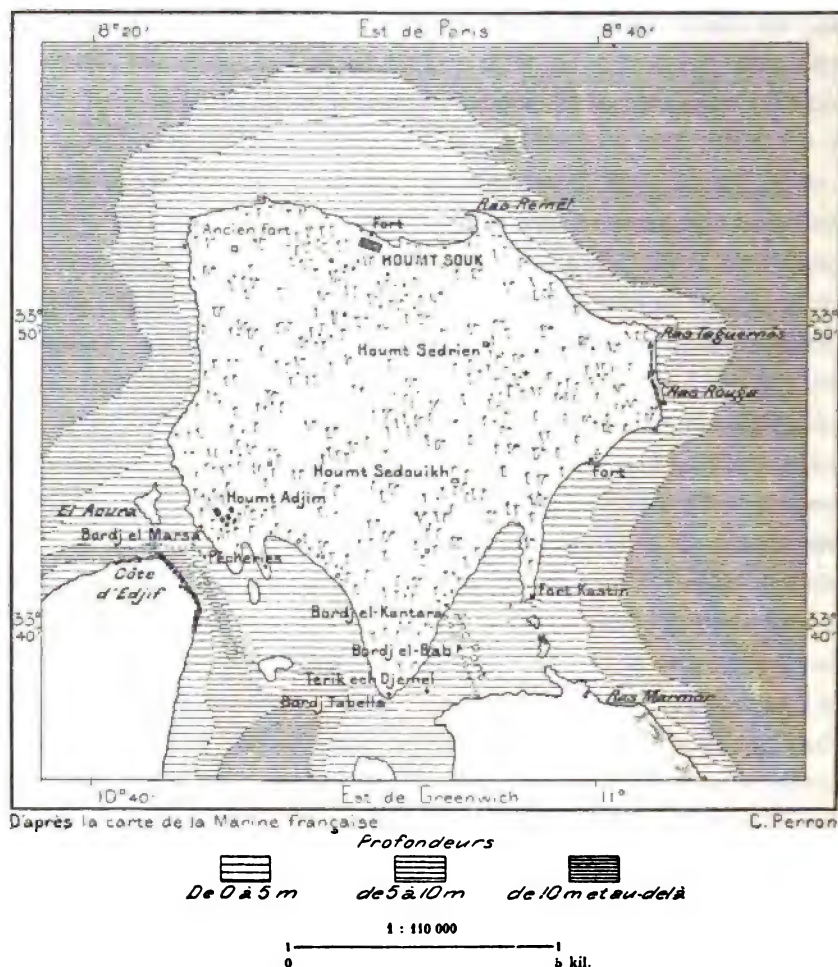 8°20' Est de Paris 8°40'
Ras Remel
Fort
Ancien fort
HOUMT SOUK
33° 50' 33° 50'
Ras Taguernès
Houmt Sedrien
Ras Rouga
Houmt Sedouikh
Fort
Houmt Adjim
El Aoura
Bordj el Marsa
Pêcheries
Côte d'Edjif
Fort Kastin
Bordj el-Kantara
33° 40' 33° 40'
Bordj el-Bab
Terik ech Djemel
Bordj Tabella
Ras Marmor
10°40' Est de Greenwich 11°
D'après la carte de la Marine française C. Perron
Profondeurs
De 0 à 5 m de 5 à 10 m de 10 m et au-delà
1 : 110 000
0 5 kil.